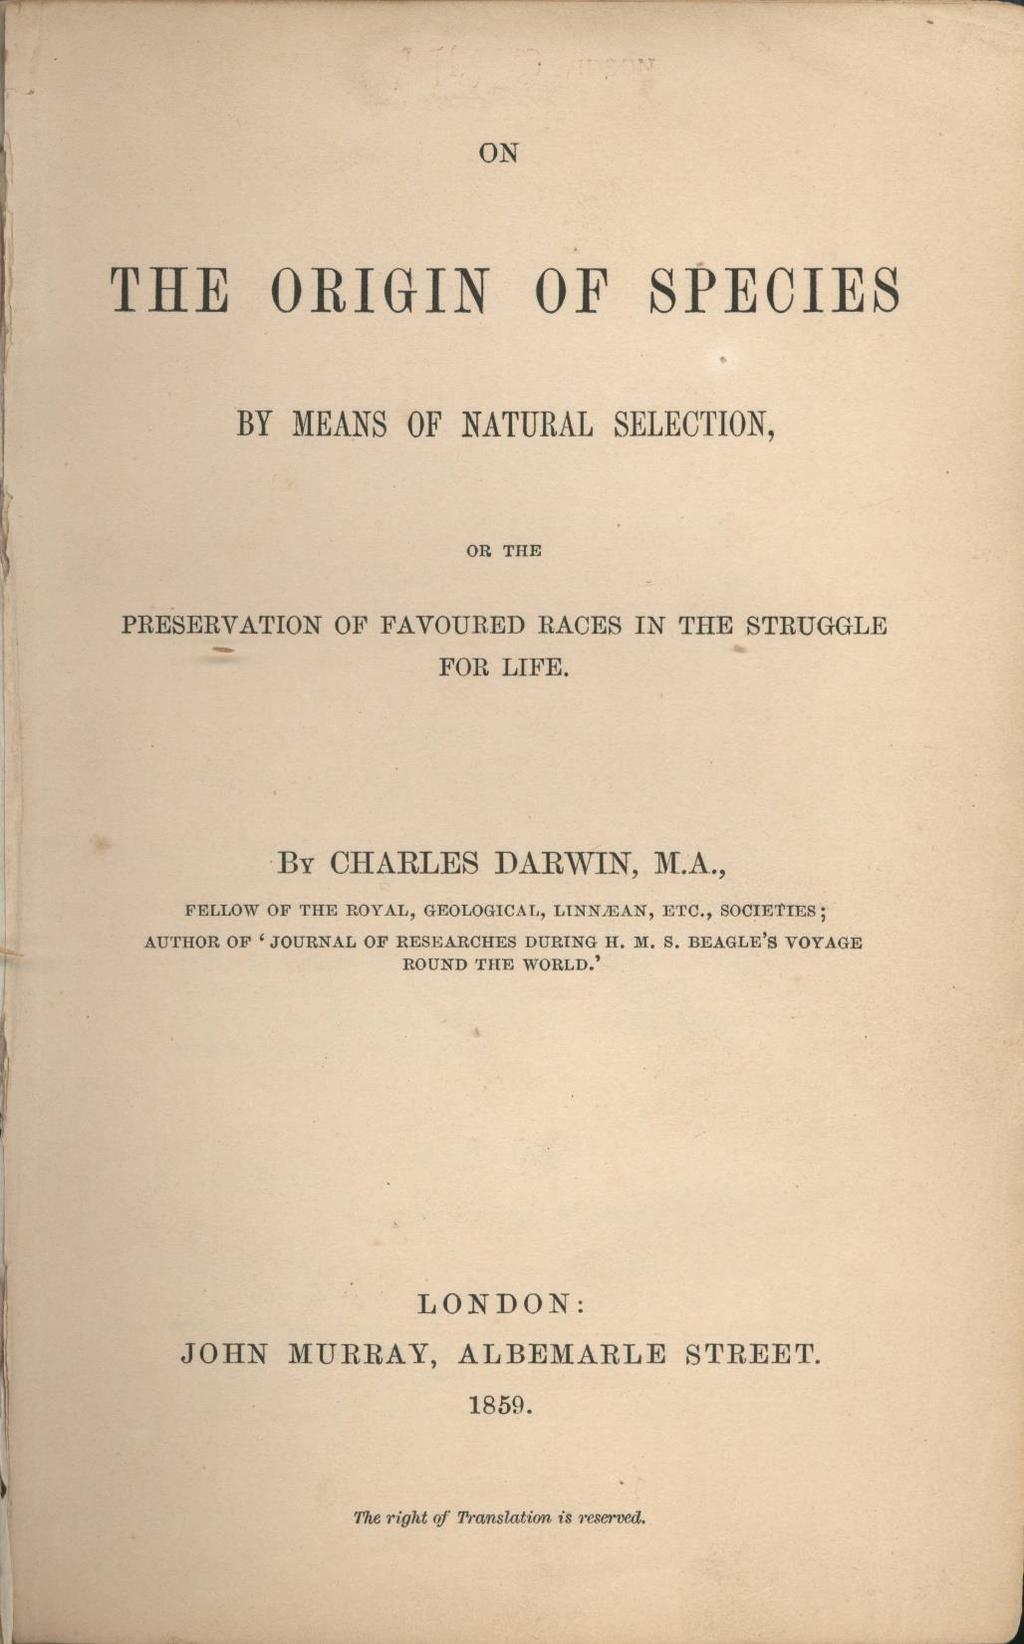 ON
THE ORIGIN OF SPECIES
BY MEANS OF NATURAL SELECTION,
OR THE
PRESERVATION OF FAVOURED RACES IN THE STRUGGLE
FOR LIFE.
By CHARLES DARWIN, M.A.,
FELLOW OF THE ROYAL, GEOLOGICAL, LINNÆAN, ETC., SOCIETIES;
AUTHOR OF ‘JOURNAL OF RESEARCHES DURING H. M. S. BEAGLE’S VOYAGE
ROUND THE WORLD.’
LONDON:
JOHN MURRAY, ALBEMARLE STREET.
1859.
The right of Translation is reserved.